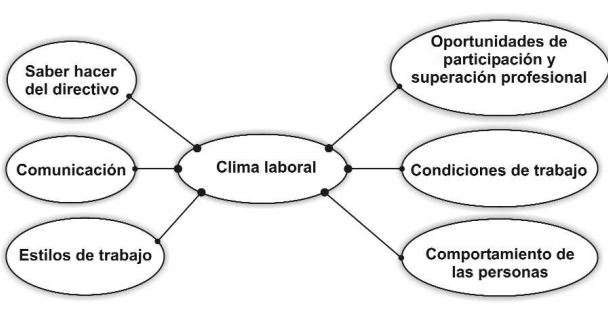 Saber hacer
del directivo
Comunicación
Estilos de trabajo
Clima laboral
Oportunidades de
participación y
superación profesional
Condiciones de trabajo
Comportamiento de
las personas